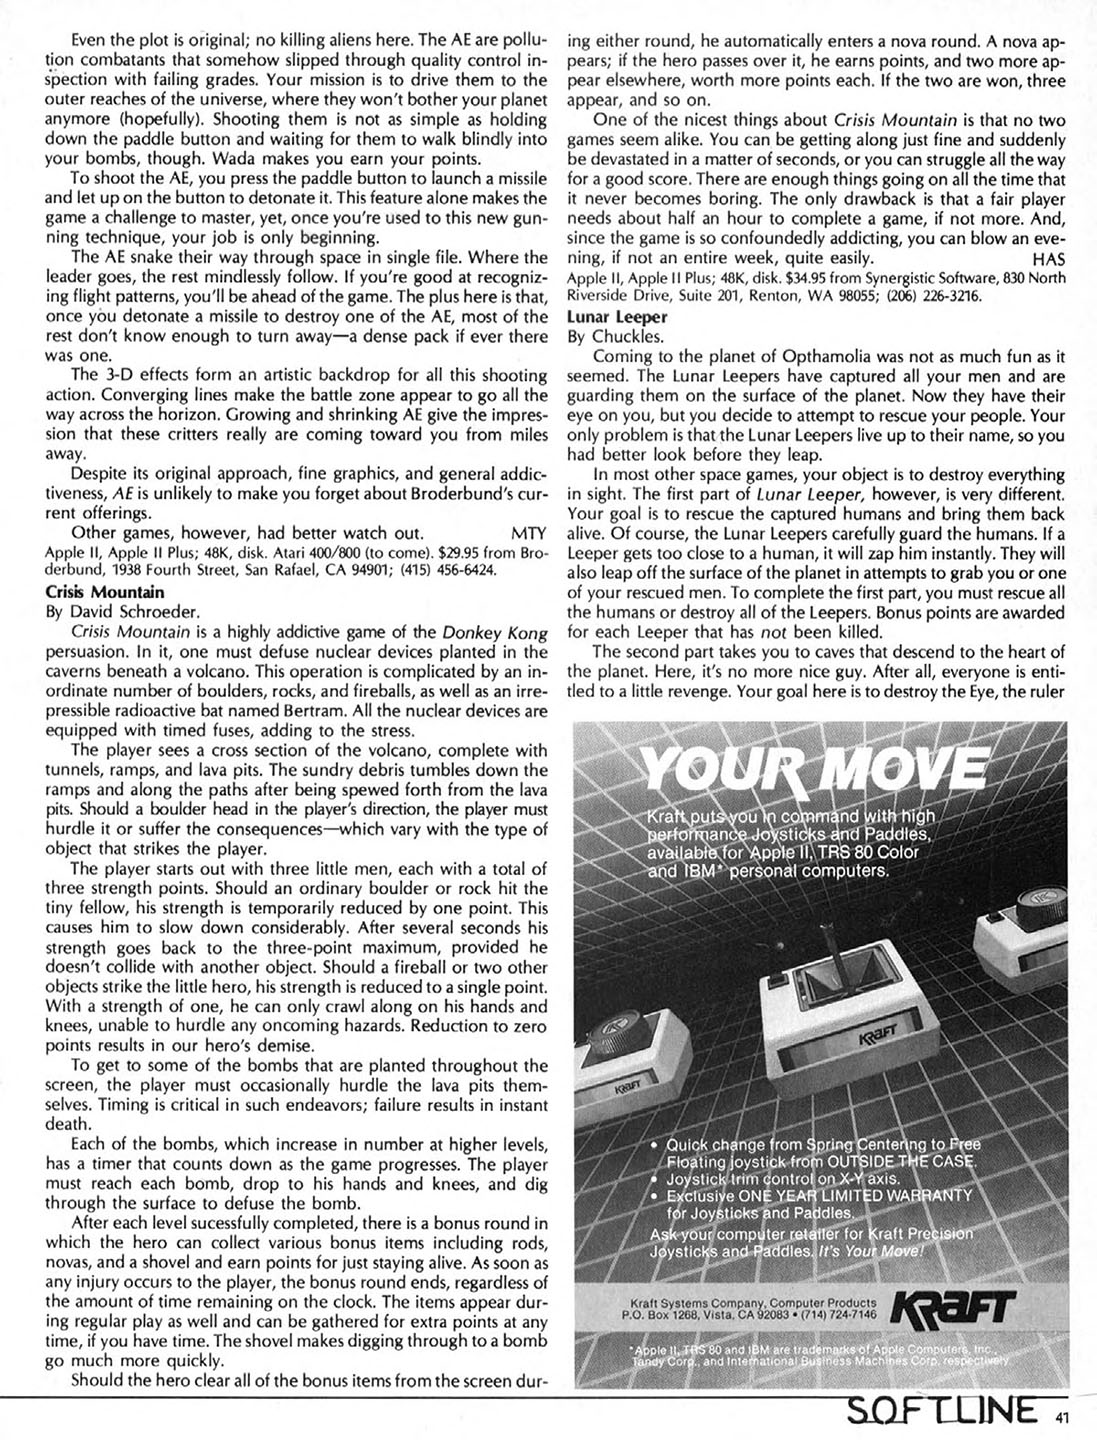 Even the plot is original; no killing aliens here. The AE are pollu-
tion combatants that somehow slipped through quality control in-
spection with failing grades. Your mission is to drive them to the
outer reaches of the universe, where they won't bother your planet
anymore (hopefully). Shooting them is not as simple as holding
down the paddle button and waiting for them to walk blindly into
your bombs, though. Wada makes you earn your points.
To shoot the AE, you press the paddle button to launch a missile
and let up on the button to detonate it. This feature alone makes the
game a challenge to master, yet, once you're used to this new gun-
ning technique, your job is only beginning.
The AE snake their way through space in single file. Where the
leader goes, the rest mindlessly follow. If you're good at recogniz-
ing flight patterns, you'll be ahead of the game. The plus here is that,
once you detonate a missile to destroy one of the AE, most of the
rest don't know enough to turn away—a dense pack if ever there
was one.
The 3-D effects form an artistic backdrop for all this shooting
action. Converging lines make the battle zone appear to go all the
way across the horizon. Growing and shrinking AE give the impres-
sion that these critters really are coming toward you from miles
away.
Despite its original approach, fine graphics, and general addic-
tiveness, AE is unlikely to make you forget about Broderbund's cur-
rent offerings.
Other games, however, had better watch out. MTY
Apple II, Apple II Plus; 48K, disk. Atari 400/800 (to come). $29.95 from Bro-
derbund, 1938 Fourth Street, San Rafael, CA 94901; (415) 456-6424.
Crisis Mountain
By David Schroeder.
Crisis Mountain is a highly addictive game of the Donkey Kong
persuasion. In it, one must defuse nuclear devices planted in the
caverns beneath a volcano. This operation is complicated by an in-
ordinate number of boulders, rocks, and fireballs, as well as an irre-
pressible radioactive bat named Bertram. All the nuclear devices are
equipped with timed fuses, adding to the stress.
The player sees a cross section of the volcano, complete with
tunnels, ramps, and lava pits. The sundry debris tumbles down the
ramps and along the paths after being spewed forth from the lava
pits. Should a boulder head in the player's direction, the player must
hurdle it or suffer the consequences—which vary with the type of
object that strikes the player.
The player starts out with three little men, each with a total of
three strength points. Should an ordinary boulder or rock hit the
tiny fellow, his strength is temporarily reduced by one point. This
causes him to slow down considerably. After several seconds his
strength goes back to the three-point maximum, provided he
doesn't collide with another object. Should a fireball or two other
objects strike the little hero, his strength is reduced to a single point.
With a strength of one, he can only crawl along on his hands and
knees, unable to hurdle any oncoming hazards. Reduction to zero
points results in our hero's demise.
To get to some of the bombs that are planted throughout the
screen, the player must occasionally hurdle the lava pits them-
selves. Timing is critical in such endeavors; failure results in instant
death.
Each of the bombs, which increase in number at higher levels,
has a timer that counts down as the game progresses. The player
must reach each bomb, drop to his hands and knees, and dig
through the surface to defuse the bomb.
After each level sucessfully completed, there is a bonus round in
which the hero can collect various bonus items including rods,
novas, and a shovel and earn points for just staying alive. As soon as
any injury occurs to the player, the bonus round ends, regardless of
the amount of time remaining on the clock. The items appear dur-
ing regular play as well and can be gathered for extra points at any
time, if you have time. The shovel makes digging through to a bomb
go much more quickly.
Should the hero clear all of the bonus items from the screen dur-
ing either round, he automatically enters a nova round. A nova ap-
pears; if the hero passes over it, he earns points, and two more ap-
pear elsewhere, worth more points each. If the two are won, three
appear, and so on.
One of the nicest things about Crisis Mountain is that no two
games seem alike. You can be getting along just fine and suddenly
be devastated in a matter of seconds, or you can struggle all the way
for a good score. There are enough things going on all the time that
it never becomes boring. The only drawback is that a fair player
needs about half an hour to complete a game, if not more. And,
since the game is so confoundedly addicting, you can blow an eve-
ning, if not an entire week, quite easily. HAS
Apple II, Apple II Plus; 48K, disk. $34.95 from Synergistic Software, 830 North
Riverside Drive, Suite 201, Renton, WA 98055; (206) 226-3216.
Lunar Leeper
By Chuckles.
Coming to the planet of Opthamolia was not as much fun as it
seemed. The Lunar Leepers have captured all your men and are
guarding them on the surface of the planet. Now they have their
eye on you, but you decide to attempt to rescue your people. Your
only problem is that the Lunar Leepers live up to their name, so you
had better look before they leap.
In most other space games, your object is to destroy everything
in sight. The first part of Lunar Leeper, however, is very different.
Your goal is to rescue the captured humans and bring them back
alive. Of course, the Lunar Leepers carefully guard the humans. If a
Leeper gets too close to a human, it will zap him instantly. They will
also leap off the surface of the planet in attempts to grab you or one
of your rescued men. To complete the first part, you must rescue all
the humans or destroy all of the Leepers. Bonus points are awarded
for each Leeper that has not been killed.
The second part takes you to caves that descend to the heart of
the planet. Here, it's no more nice guy. After all, everyone is enti-
tled to a little revenge. Your goal here is to destroy the Eye, the ruler
YOUR MOVE
Kraft puts you in command with high
performance Joysticks and Paddles,
available for Apple II, TRS 80 Color
and IBM* personal computers.
KRAFT
KRAFT
• Quick change from Spring Centering to Free
Floating joystick from OUTSIDE THE CASE.
• Joystick trim control on X-Y axis.
• Exclusive ONE YEAR LIMITED WARRANTY
for Joysticks and Paddles.
Ask your computer retailer for Kraft Precision
Joysticks and Paddles. It's Your Move!
Kraft Systems Company, Computer Products
P.O. Box 1268, Vista, CA 92083 • (714) 724-7146
KRAFT
*Apple II, TRS 80 and IBM are trademarks of Apple Computers, Inc.,
Tandy Corp., and International Business Machines Corp. respectively.
SOFTLINE 41